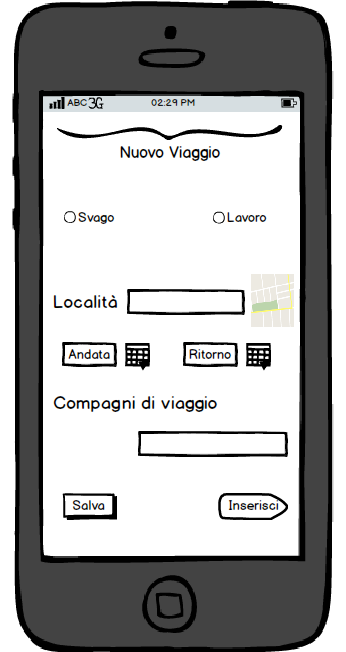 ABC 3G 02:29 PM
Nuovo Viaggio
Svago Lavoro
Località
Andata Ritorno
Compagni di viaggio
Salva Inserisci